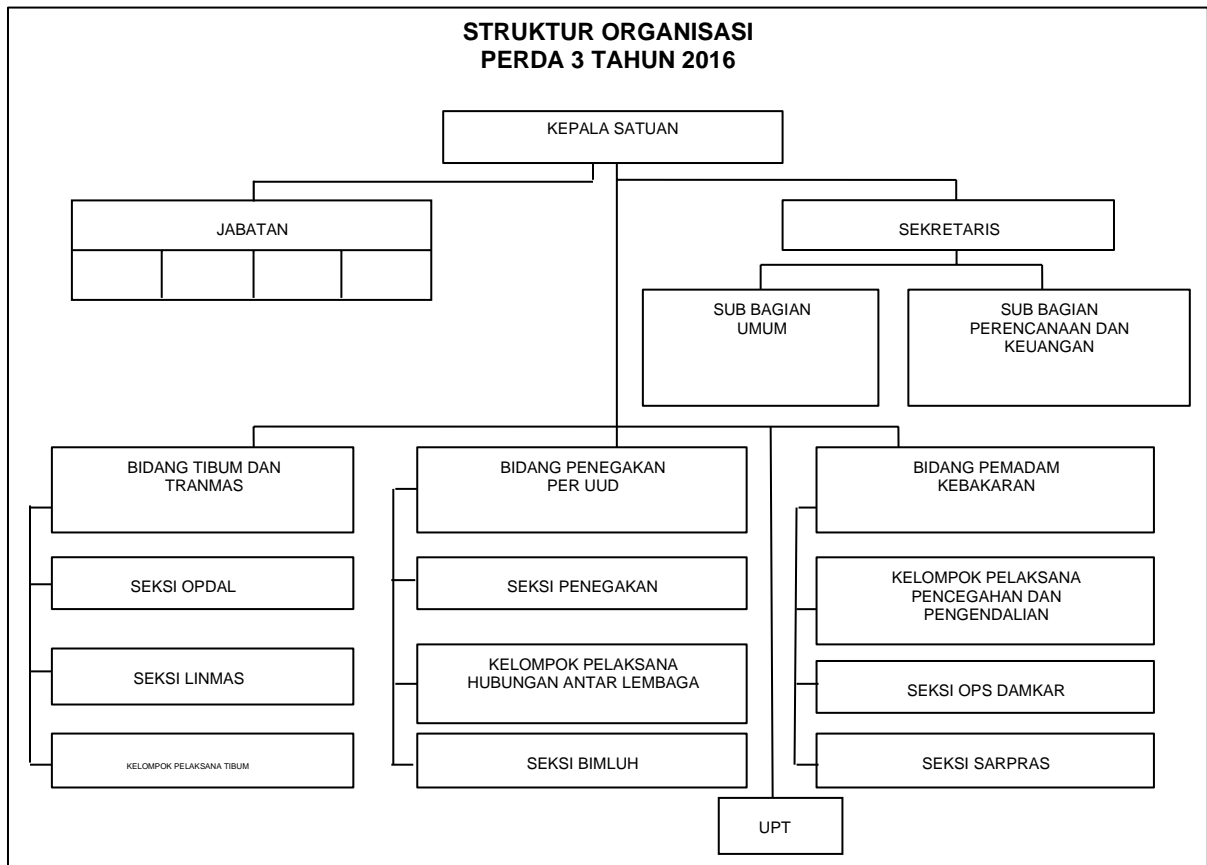 STRUKTUR ORGANISASI
PERDA 3 TAHUN 2016
KEPALA SATUAN
JABATAN
SEKRETARIS
SUB BAGIAN
UMUM
SUB BAGIAN
PERENCANAAN DAN
KEUANGAN
BIDANG TIBUM DAN
TRANMAS
BIDANG PENEGAKAN
PER UUD
BIDANG PEMADAM
KEBAKARAN
SEKSI OPDAL
SEKSI PENEGAKAN
KELOMPOK PELAKSANA
PENCEGAHAN DAN
PENGENDALIAN
SEKSI LINMAS
KELOMPOK PELAKSANA
HUBUNGAN ANTAR LEMBAGA
SEKSI OPS DAMKAR
KELOMPOK PELAKSANA TIBUM
SEKSI BIMLUH
SEKSI SARPRAS
UPT